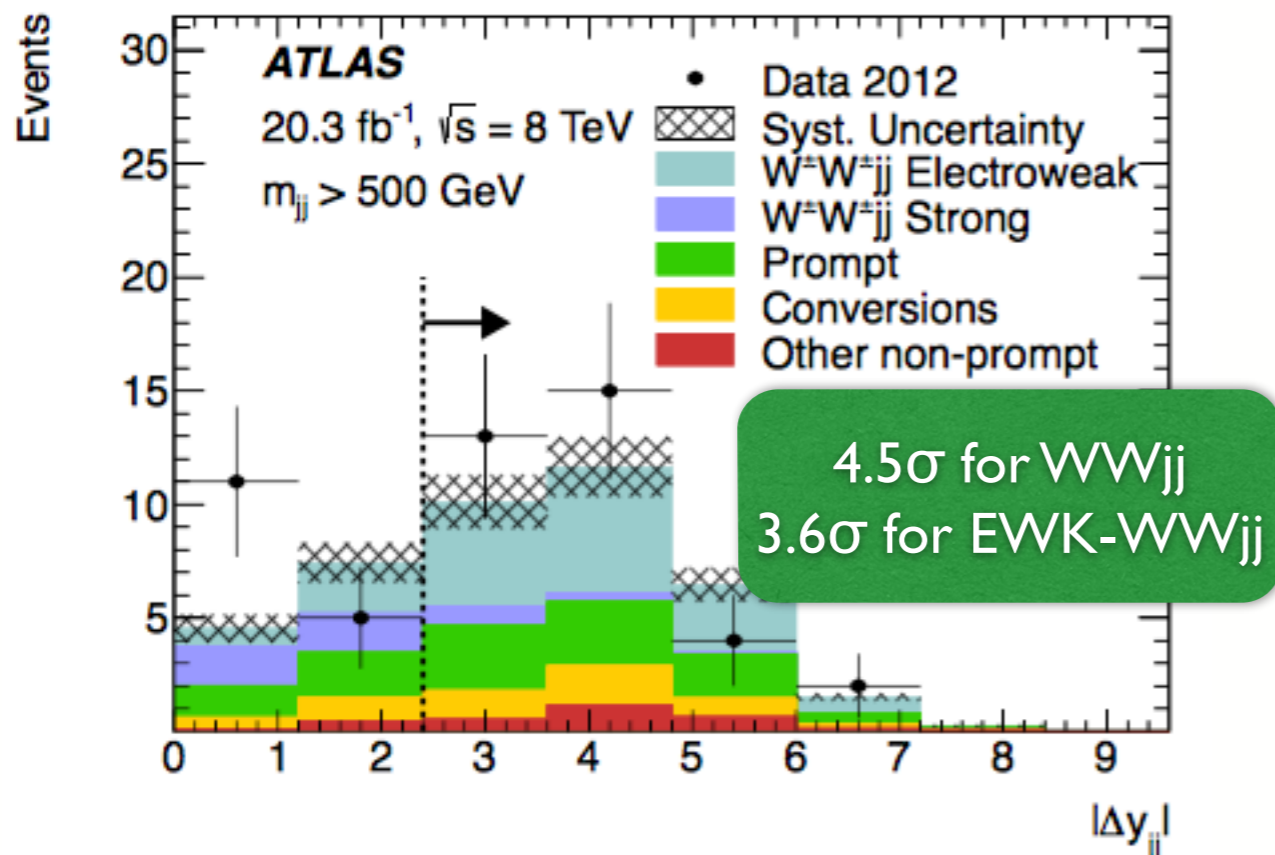 Events
30
25
20
15
10
5
ATLAS
20.3 fb⁻¹, √s = 8 TeV
m_jj > 500 GeV
Data 2012
Syst. Uncertainty
W±W±jj Electroweak
W±W±jj Strong
Prompt
Conversions
Other non-prompt
4.5σ for WWjj
3.6σ for EWK-WWjj
0 1 2 3 4 5 6 7 8 9
|Δy_jj|